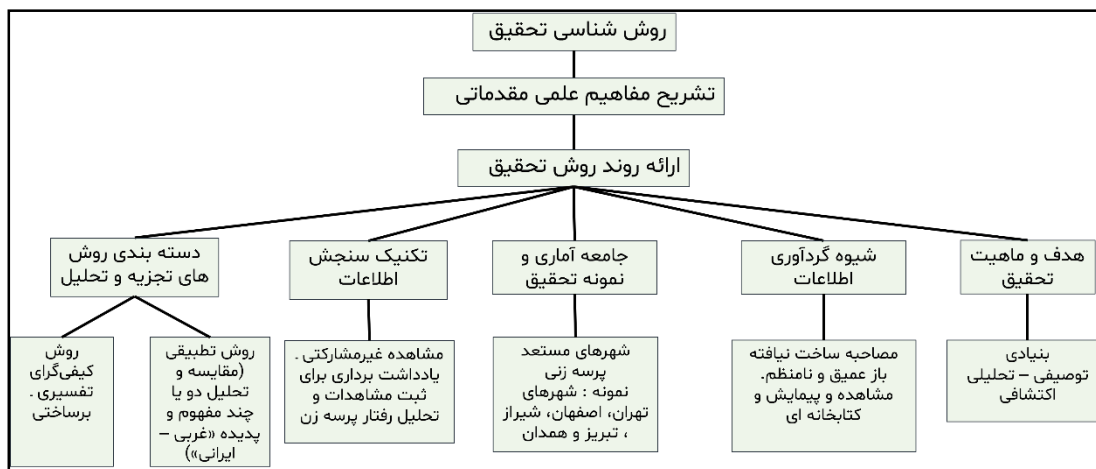 روش شناسی تحقیق
تشریح مفاهیم علمی مقدماتی
ارائه روند روش تحقیق
هدف و ماهیت
تحقیق
شیوه گردآوری
اطلاعات
جامعه آماری و
نمونه تحقیق
تکنیک سنجش
اطلاعات
دسته بندی روش
های تجزیه و تحلیل
بنیادی
توصیفی – تحلیلی
اکتشافی
مصاحبه ساخت نیافته
باز عمیق و نامنظم.
مشاهده و پیمایش و
کتابخانه ای
شهرهای مستعد
پرسه زنی
نمونه : شهرهای
تهران، اصفهان، شیراز
، تبریز و همدان
مشاهده غیرمشارکتی .
یادداشت برداری برای
ثبت مشاهدات و
تحلیل رفتار پرسه زن
روش تطبیقی
(مقایسه و
تحلیل دو یا
چند مفهوم و
پدیده «غربی –
ایرانی»)
روش
کیفی‌گرای
تفسیری .
برساختی